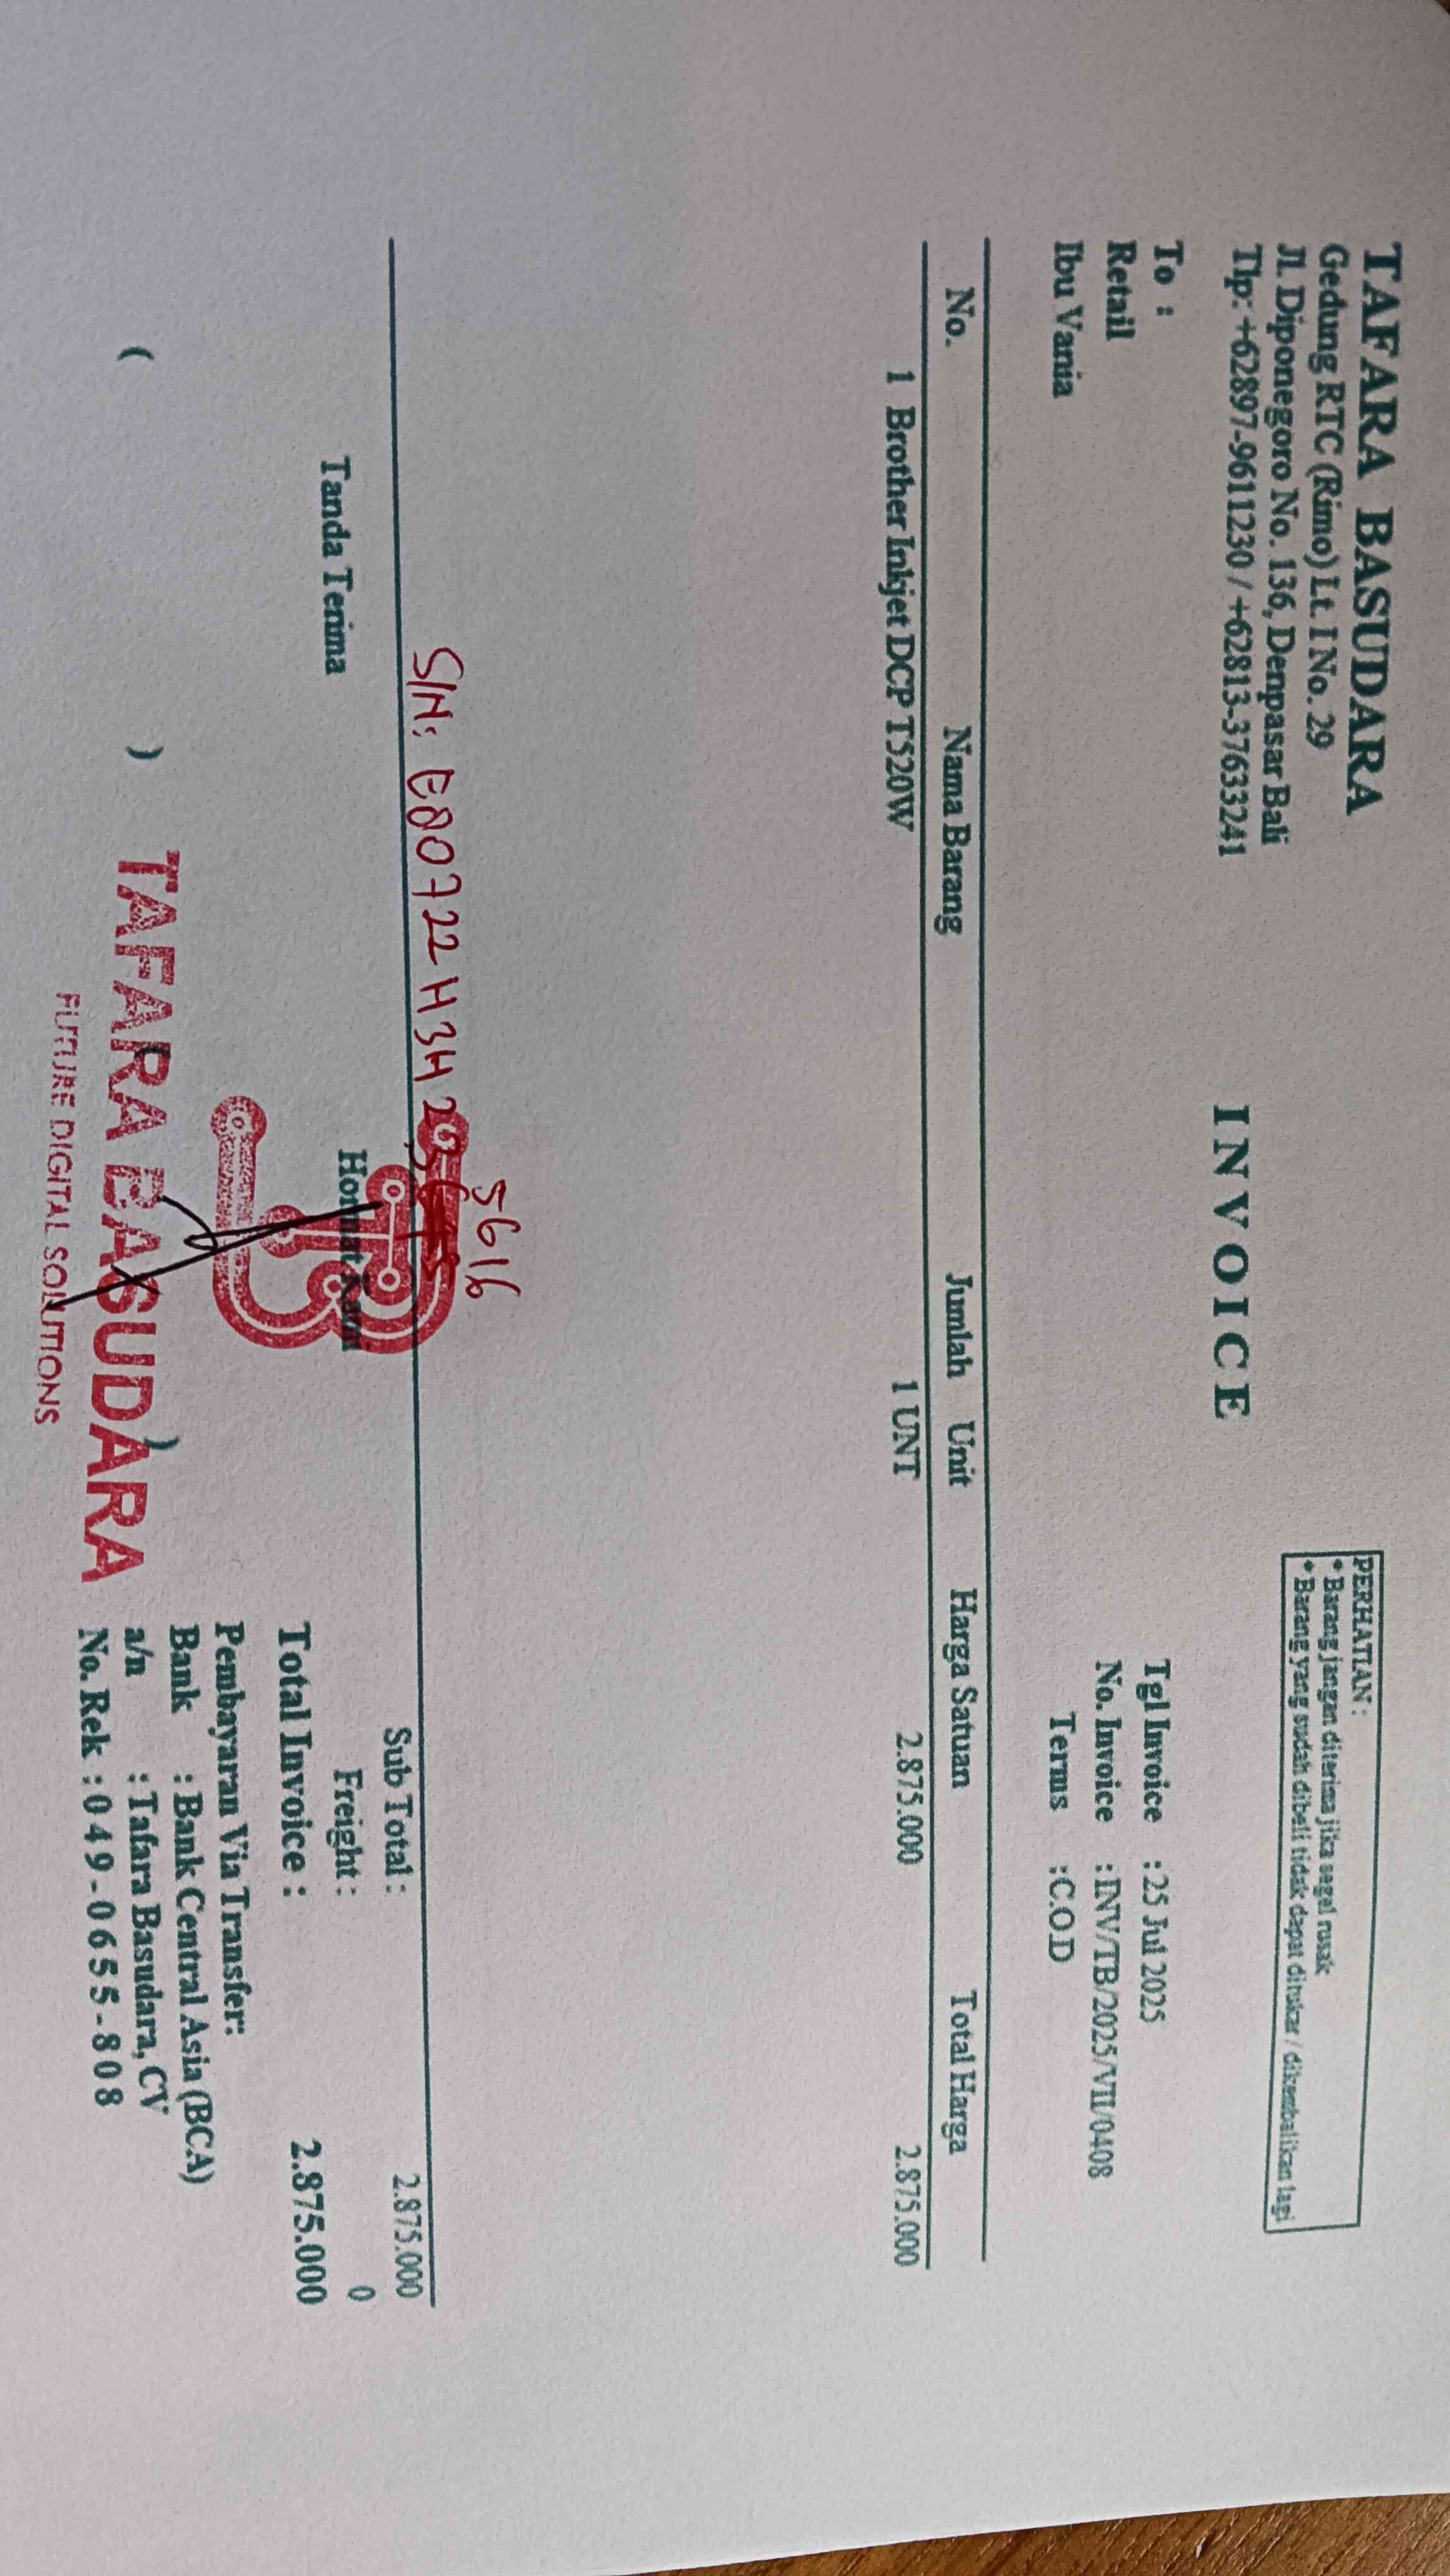 TAFARA BASUDARA
Gedung RTC (Rimo) Lt. I No. 29
Jl. Diponegoro No. 136, Denpasar Bali
Tlp: +62897-9611230 / +62813-37633241
INVOICE
PERHATIAN :
* Barang jangan diterima jika segel rusak
* Barang yang sudah dibeli tidak dapat ditukar / dikembalikan lagi
To :
Retail
Ibu Vania
Tgl Invoice : 25 Jul 2025
No. Invoice : INV/TB/2025/VII/0408
Terms : C.O.D
No. Nama Barang Jumlah Unit Harga Satuan Total Harga
1 Brother Inkjet DCP T520W 1 UNT 2.875.000 2.875.000
5616
S/N: E80722H3H2
Sub Total : 2.875.000
Freight : 0
Total Invoice : 2.875.000
Tanda Terima
Hormat Kami
( )
)
TAFARA BASUDARA
FUTURE DIGITAL SOLUTIONS
Pembayaran Via Transfer:
Bank : Bank Central Asia (BCA)
a/n : Tafara Basudara, CV
No. Rek : 049-0655-808